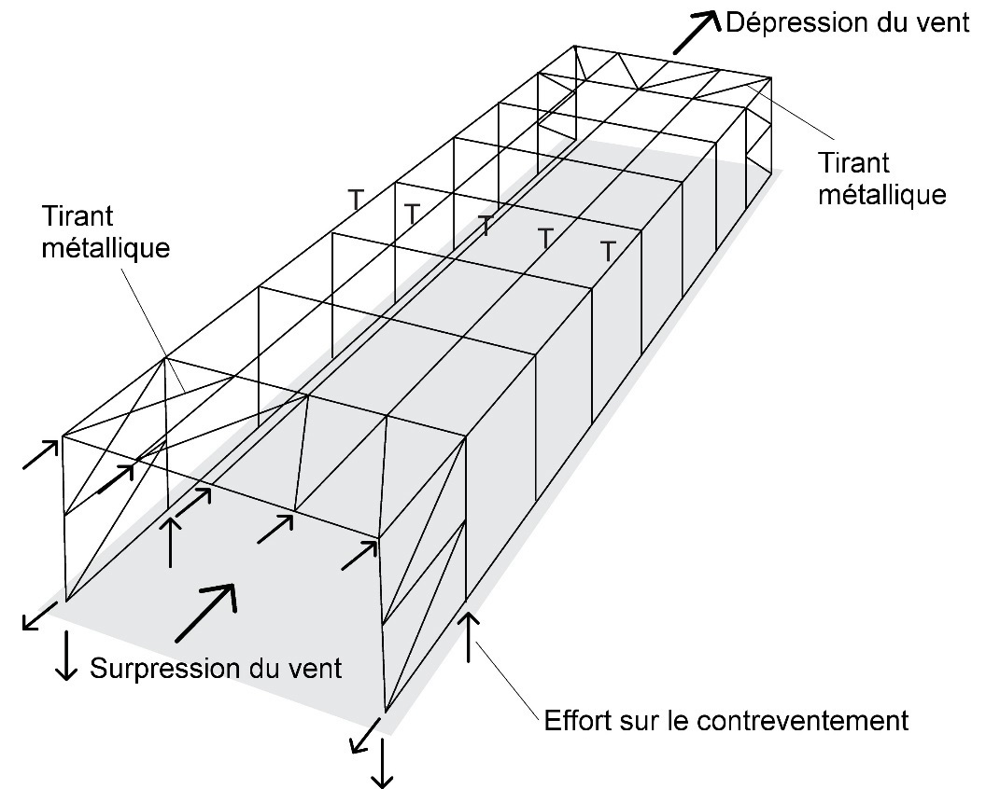 Dépression du vent
Tirant
métallique
Tirant
métallique
T
T
T
T
T
Surpression du vent
Effort sur le contreventement